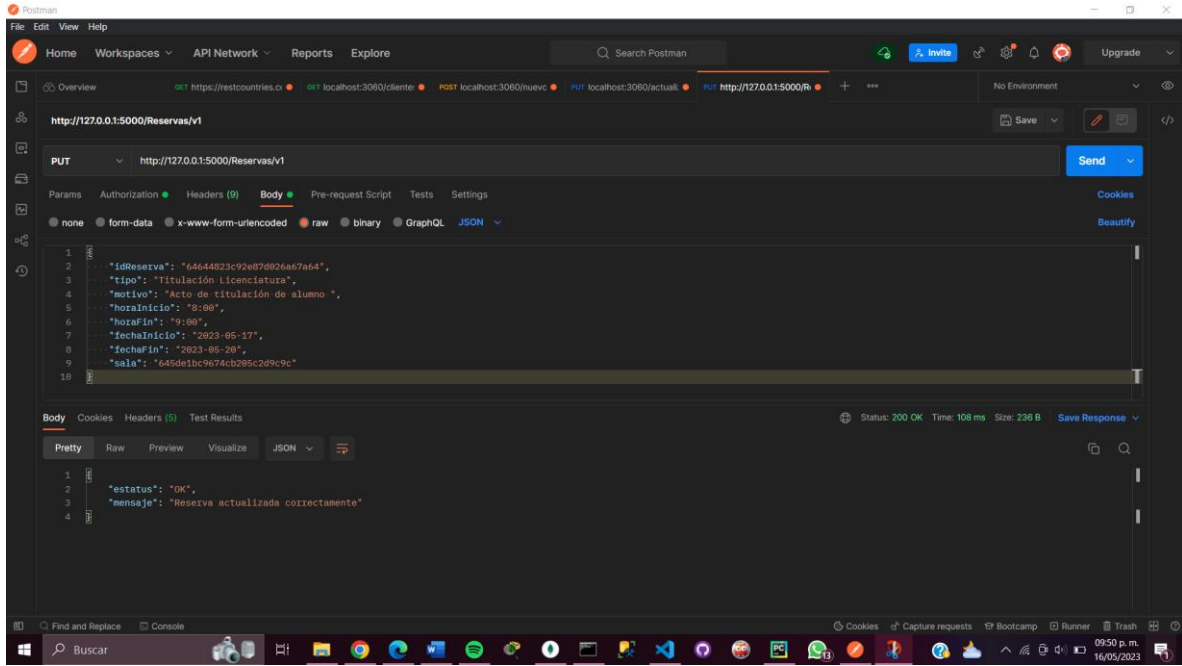 Postman
File Edit View Help
Home Workspaces API Network Reports Explore Search Postman Invite Upgrade
Overview GET https://restcountries.c GET localhost:3060/cliente POST localhost:3060/nuevo PUT localhost:3060/actuali PUT http://127.0.0.1:5000/R No Environment
http://127.0.0.1:5000/Reservas/v1 Save
PUT http://127.0.0.1:5000/Reservas/v1 Send
Params Authorization Headers (9) Body Pre-request Script Tests Settings Cookies
none form-data x-www-form-urlencoded raw binary GraphQL JSON Beautify
1 {
2 "idReserva": "64644823c92e87d026a67a64",
3 "tipo": "Titulación Licenciatura",
4 "motivo": "Acto de titulación de alumno ",
5 "horaInicio": "8:00",
6 "horaFin": "9:00",
7 "fechaInicio": "2023-05-17",
8 "fechaFin": "2023-05-20",
9 "sala": "645de1bc9674cb205c2d9c9c"
10 }
Body Cookies Headers (5) Test Results Status: 200 OK Time: 108 ms Size: 236 B Save Response
Pretty Raw Preview Visualize JSON
1 {
2 "estatus": "OK",
3 "mensaje": "Reserva actualizada correctamente"
4 }
Find and Replace Console Cookies Capture requests Bootcamp Runner Trash
Buscar 09:50 p. m.
16/05/2023